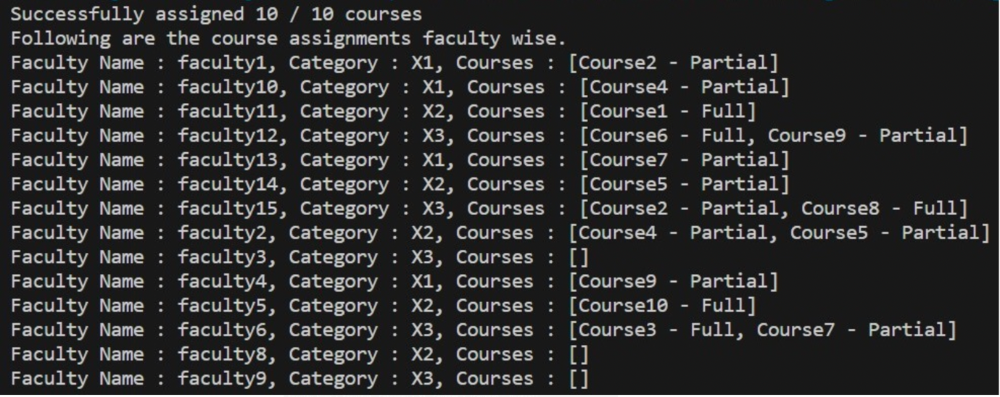 Successfully assigned 10 / 10 courses
Following are the course assignments faculty wise.
Faculty Name : faculty1, Category : X1, Courses : [Course2 - Partial]
Faculty Name : faculty10, Category : X1, Courses : [Course4 - Partial]
Faculty Name : faculty11, Category : X2, Courses : [Course1 - Full]
Faculty Name : faculty12, Category : X3, Courses : [Course6 - Full, Course9 - Partial]
Faculty Name : faculty13, Category : X1, Courses : [Course7 - Partial]
Faculty Name : faculty14, Category : X2, Courses : [Course5 - Partial]
Faculty Name : faculty15, Category : X3, Courses : [Course2 - Partial, Course8 - Full]
Faculty Name : faculty2, Category : X2, Courses : [Course4 - Partial, Course5 - Partial]
Faculty Name : faculty3, Category : X3, Courses : []
Faculty Name : faculty4, Category : X1, Courses : [Course9 - Partial]
Faculty Name : faculty5, Category : X2, Courses : [Course10 - Full]
Faculty Name : faculty6, Category : X3, Courses : [Course3 - Full, Course7 - Partial]
Faculty Name : faculty8, Category : X2, Courses : []
Faculty Name : faculty9, Category : X3, Courses : []